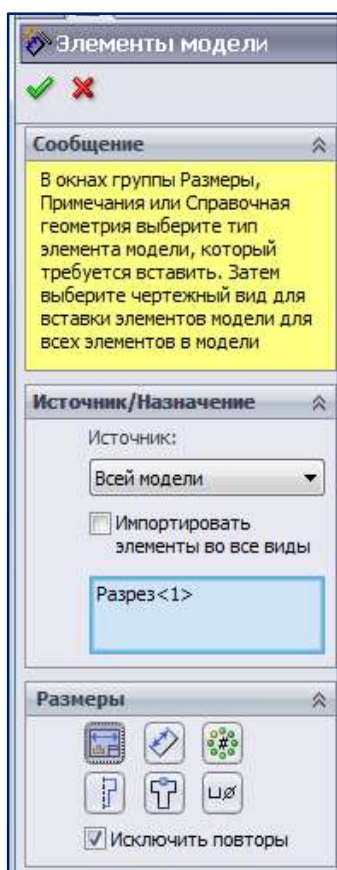 Элементы модели
Сообщение
В окнах группы Размеры,
Примечания или Справочная
геометрия выберите тип
элемента модели, который
требуется вставить. Затем
выберите чертежный вид для
вставки элементов модели для
всех элементов в модели
Источник/Назначение
Источник:
Всей модели
Импортировать
элементы во все виды
Разрез<1>
Размеры
Исключить повторы